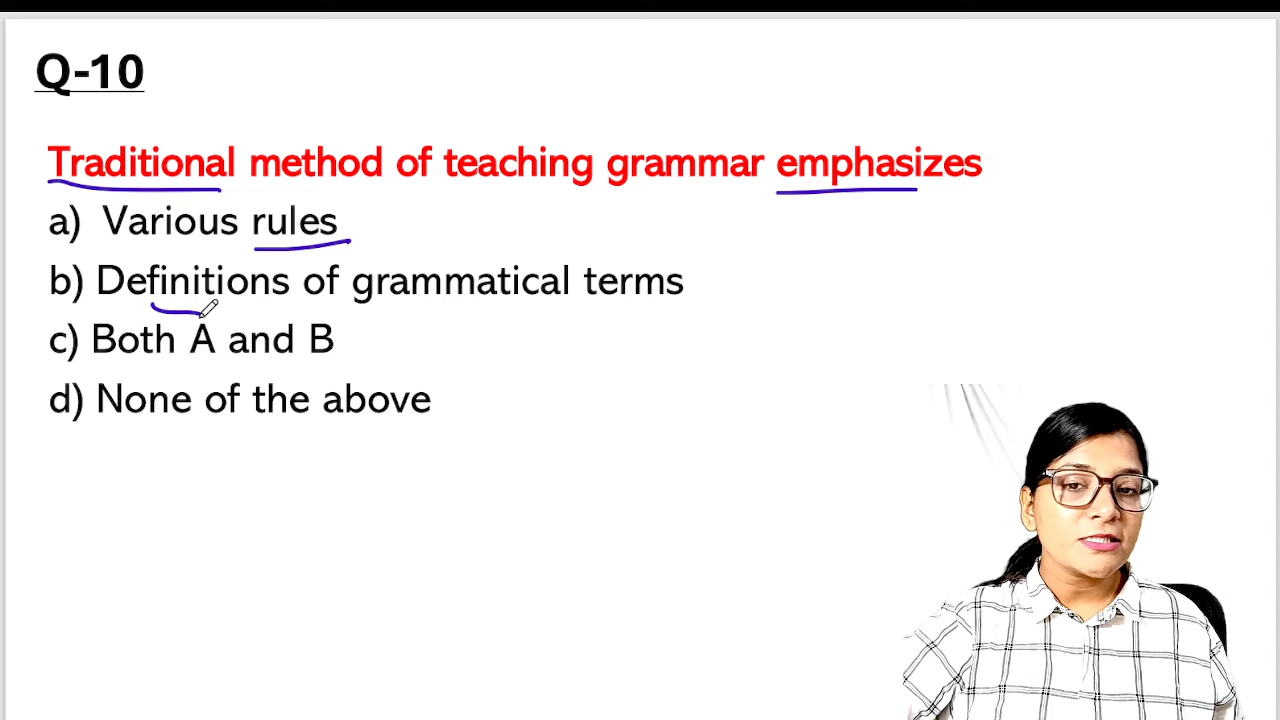 Q-10
Traditional method of teaching grammar emphasizes
a) Various rules
b) Definitions of grammatical terms
c) Both A and B
d) None of the above